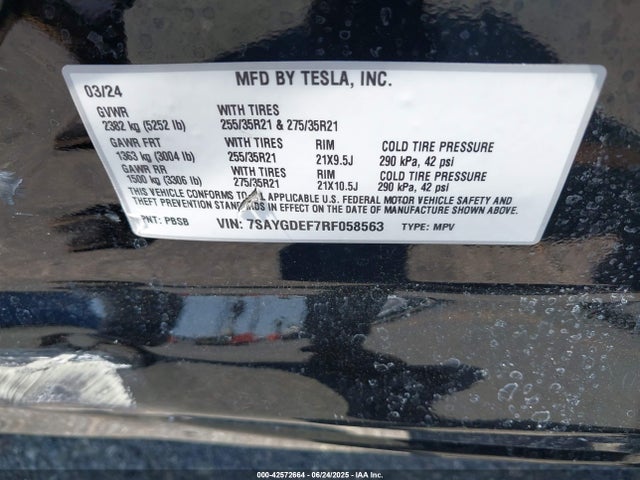 03/24 MFD BY TESLA, INC.
GVWR WITH TIRES
2382 kg (5252 lb) 255/35R21 & 275/35R21
GAWR FRT WITH TIRES RIM COLD TIRE PRESSURE
1363 kg (3004 lb) 255/35R21 21X9.5J 290 kPa, 42 psi
GAWR RR WITH TIRES RIM COLD TIRE PRESSURE
1500 kg (3306 lb) 275/35R21 21X10.5J 290 kPa, 42 psi
THIS VEHICLE CONFORMS TO ALL APPLICABLE U.S. FEDERAL MOTOR VEHICLE SAFETY AND
THEFT PREVENTION STANDARDS IN EFFECT ON THE DATE OF MANUFACTURE SHOWN ABOVE.
PNT: PBSB VIN: 7SAYGDEF7RF058563 TYPE: MPV
000-42572664 - 06/24/2025 - IAA Inc.